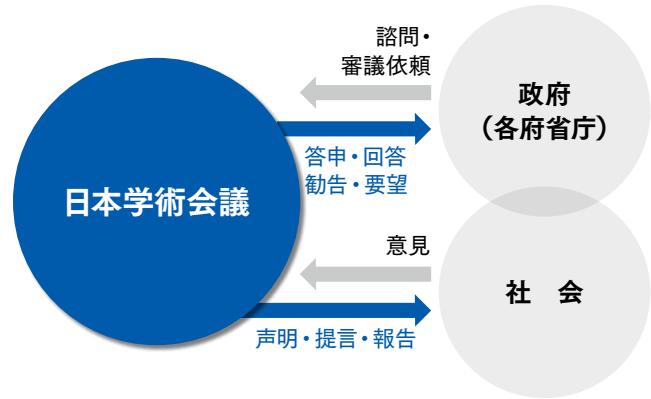 諮問・
審議依頼
政府
（各府省庁）
答申・回答
勧告・要望
日本学術会議
意見
社　会
声明・提言・報告